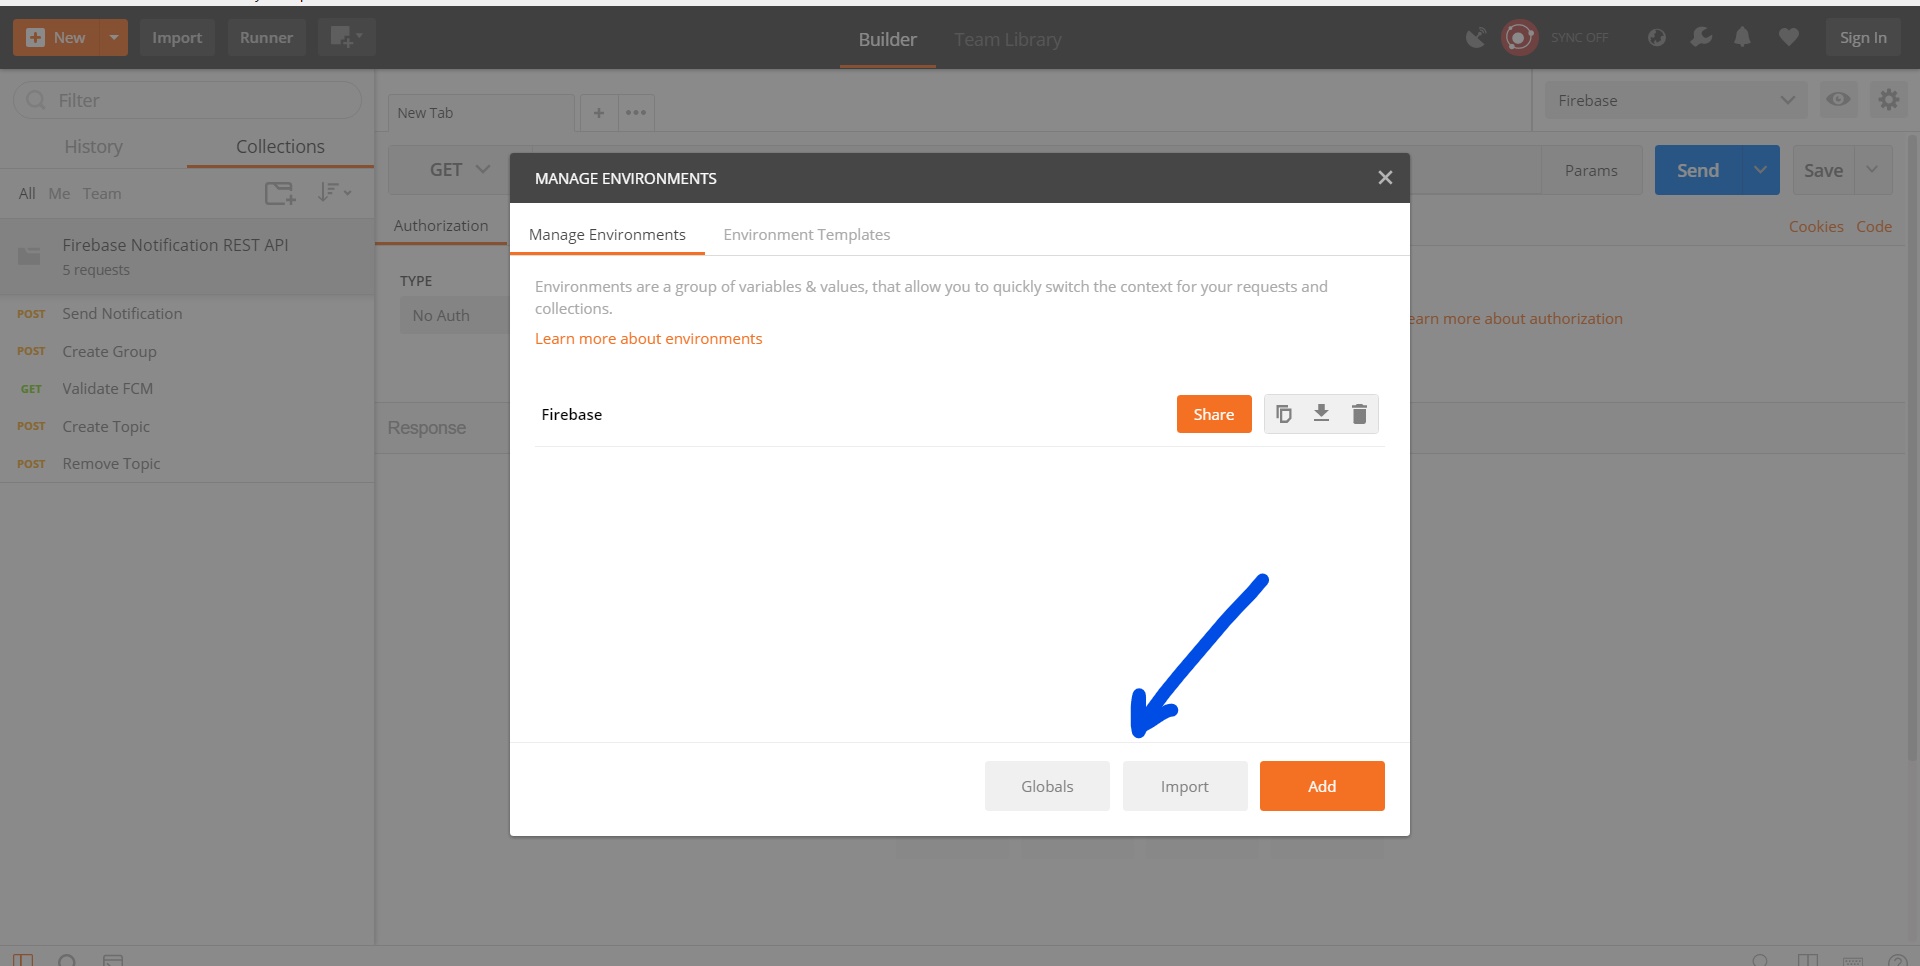 New
Import
Runner
Builder
Team Library
SYNC OFF
Sign In
Filter
History
Collections
All Me Team
Firebase Notification REST API
5 requests
POST Send Notification
POST Create Group
GET Validate FCM
POST Create Topic
POST Remove Topic
New Tab
Firebase
GET
Params
Send
Save
Authorization
Cookies Code
TYPE
No Auth
earn more about authorization
Response
MANAGE ENVIRONMENTS
Manage Environments
Environment Templates
Environments are a group of variables & values, that allow you to quickly switch the context for your requests and
collections.
Learn more about environments
Firebase
Share
Globals
Import
Add